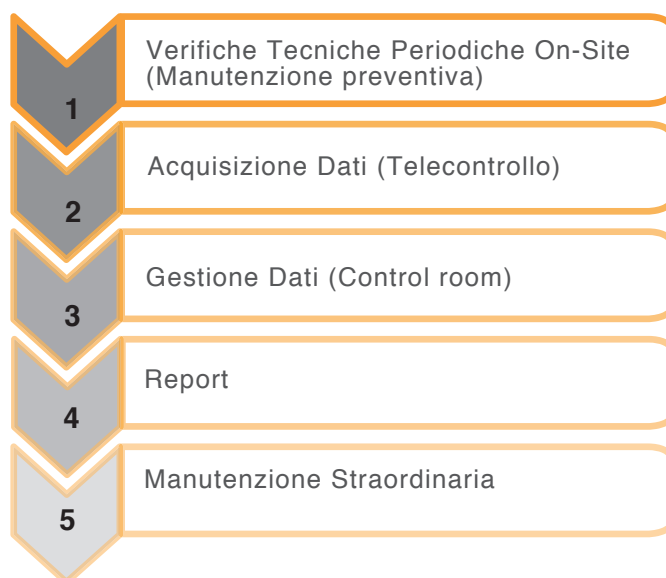 1
Verifiche Tecniche Periodiche On-Site
(Manutenzione preventiva)
2
Acquisizione Dati (Telecontrollo)
3
Gestione Dati (Control room)
4
Report
5
Manutenzione Straordinaria